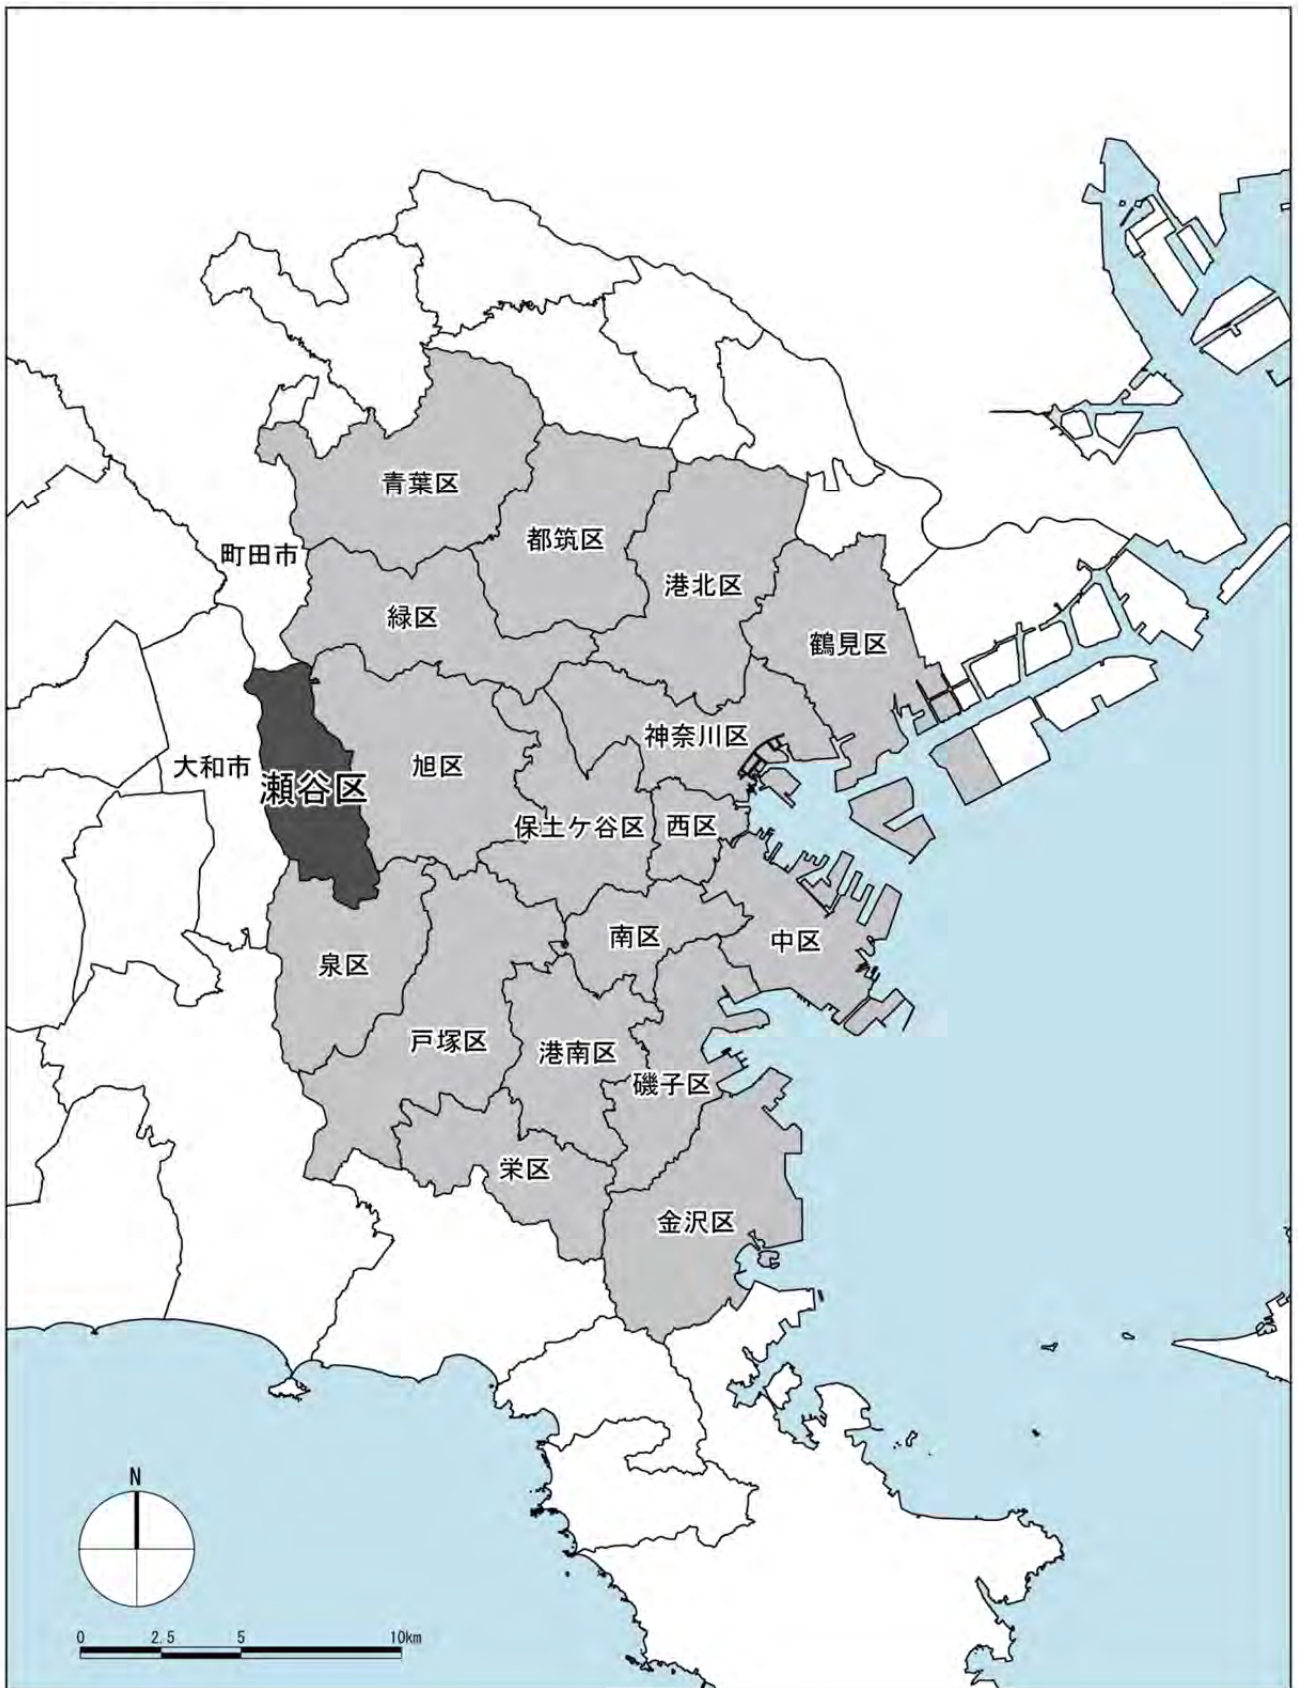 青葉区
都筑区
町田市
港北区
緑区
鶴見区
神奈川区
大和市
瀬谷区
旭区
保土ケ谷区
西区
南区
中区
泉区
戸塚区
港南区
磯子区
栄区
金沢区
N
0 2.5 5 10km